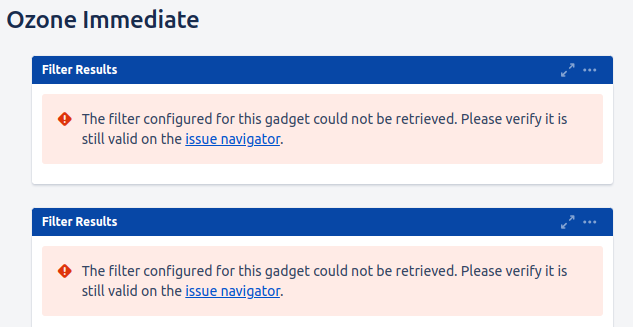 Ozone Immediate
Filter Results
The filter configured for this gadget could not be retrieved. Please verify it is
still valid on the issue navigator.
Filter Results
The filter configured for this gadget could not be retrieved. Please verify it is
still valid on the issue navigator.